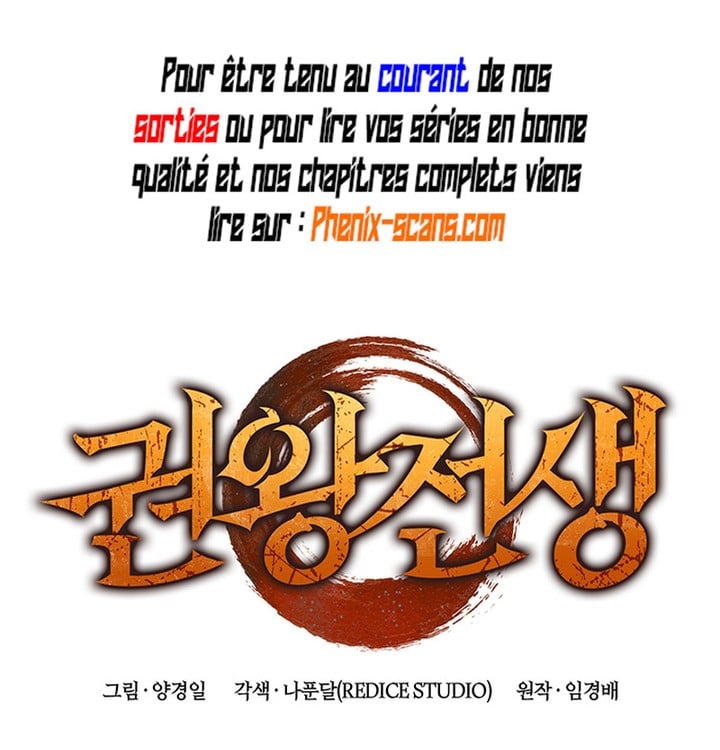 Pour être tenu au courant de nos
sorties ou pour lire vos séries en bonne
qualité et nos chapitres complets viens
lire sur : Phenix-scans.com
권왕전생
그림·양경일 각색·나푼달(REDICE STUDIO) 원작·임경배